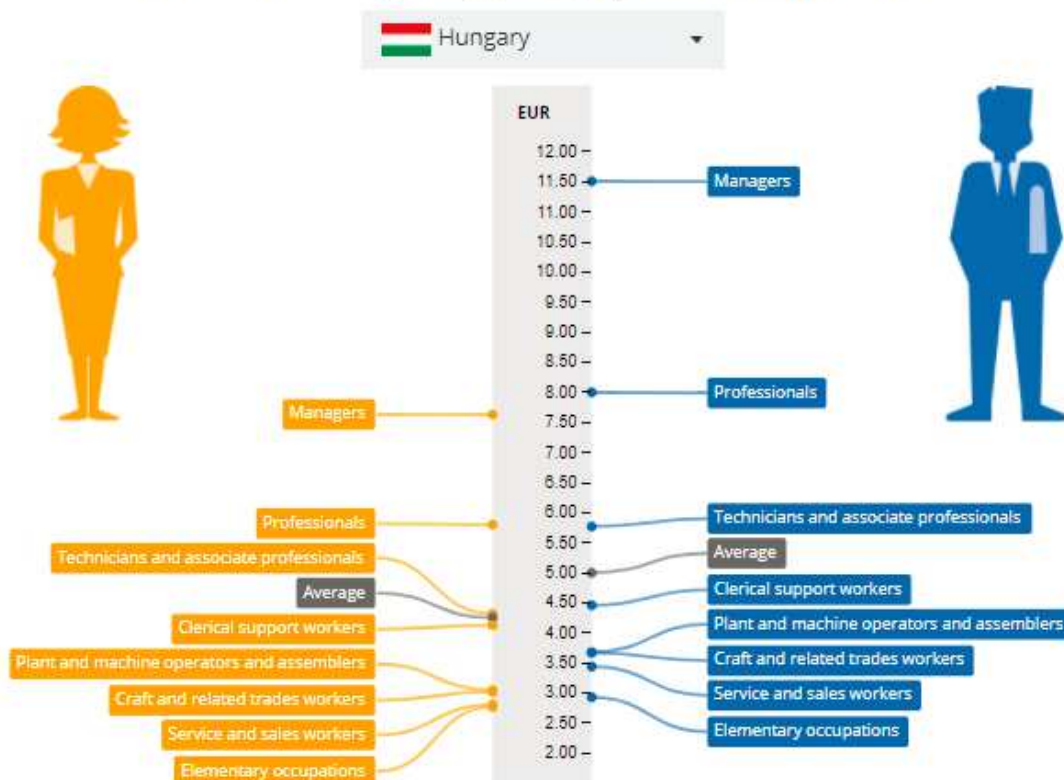 Hungary
EUR
12.00
11.50
11.00
10.50
10.00
9.50
9.00
8.50
8.00
7.50
7.00
6.50
6.00
5.50
5.00
4.50
4.00
3.50
3.00
2.50
2.00
Managers
Professionals
Technicians and associate professionals
Average
Clerical support workers
Plant and machine operators and assemblers
Craft and related trades workers
Service and sales workers
Elementary occupations
Managers
Professionals
Technicians and associate professionals
Average
Clerical support workers
Plant and machine operators and assemblers
Craft and related trades workers
Service and sales workers
Elementary occupations